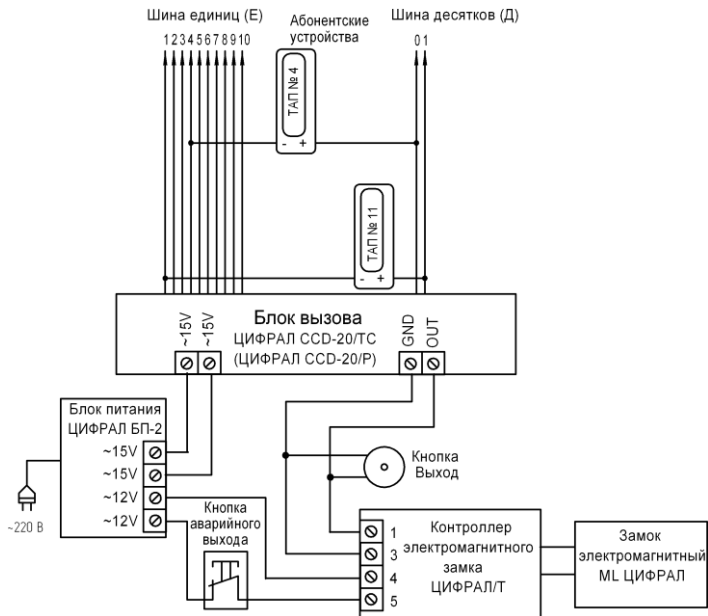 Шина единиц (Е)
Абонентские
устройства
Шина десятков (Д)
1 2 3 4 5 6 7 8 9 10
0 1
ТАП № 4
- +
ТАП № 11
- +
~15V
~15V
Блок вызова
ЦИФРАЛ CCD-20/TC
(ЦИФРАЛ CCD-20/P)
GND
OUT
Блок питания
ЦИФРАЛ БП-2
~15V
~15V
~12V
~12V
~220 В
Кнопка
аварийного
выхода
Кнопка
Выход
1
3
4
5
Контроллер
электромагнитного
замка
ЦИФРАЛ/Т
Замок
электромагнитный
ML ЦИФРАЛ